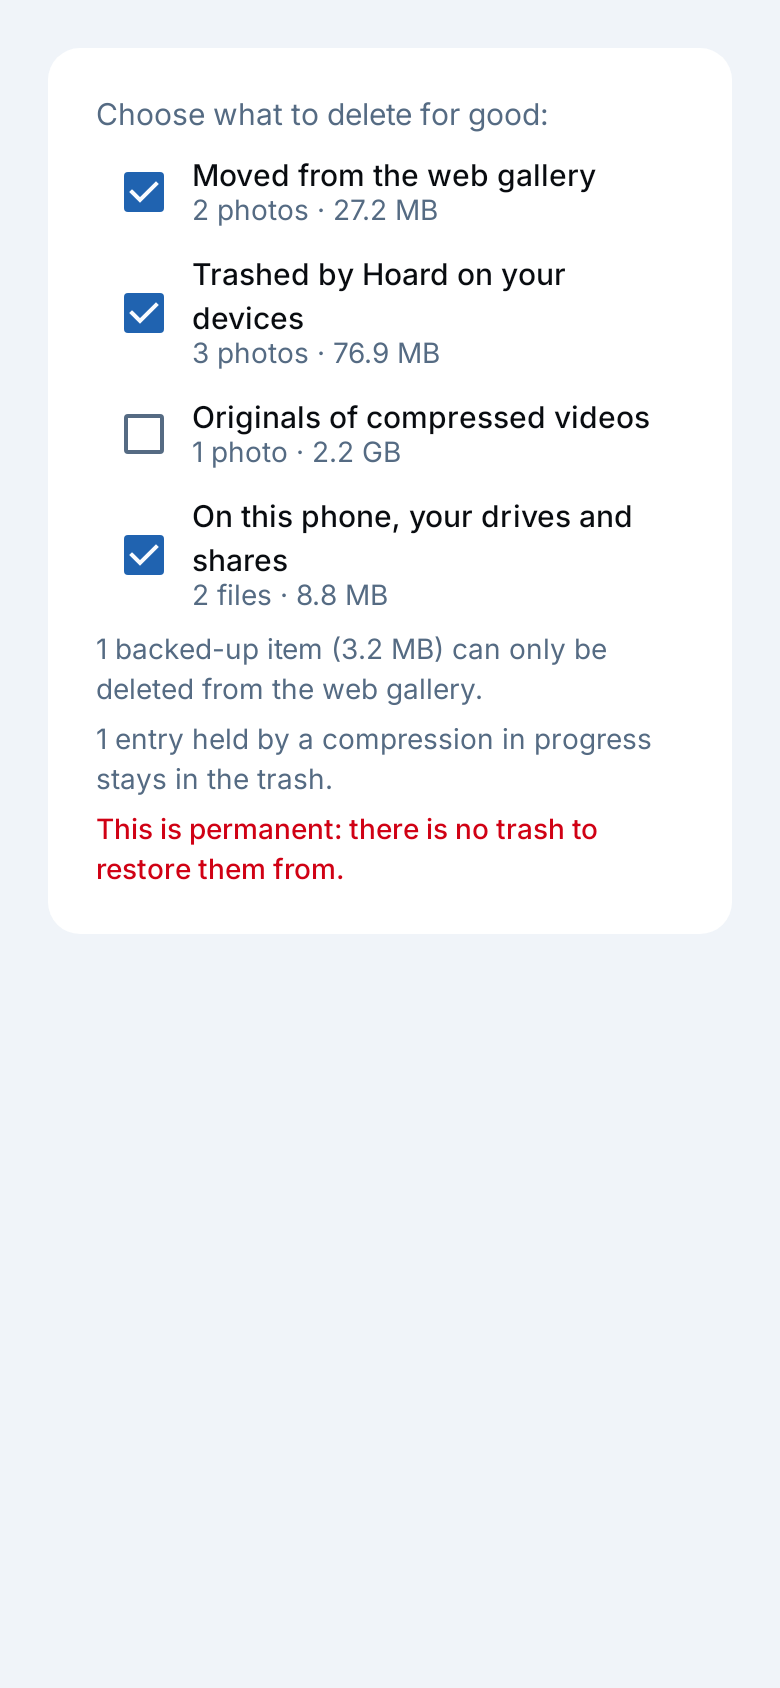 Choose what to delete for good:
Moved from the web gallery
2 photos · 27.2 MB
Trashed by Hoard on your
devices
3 photos · 76.9 MB
Originals of compressed videos
1 photo · 2.2 GB
On this phone, your drives and
shares
2 files · 8.8 MB
1 backed-up item (3.2 MB) can only be
deleted from the web gallery.
1 entry held by a compression in progress
stays in the trash.
This is permanent: there is no trash to
restore them from.